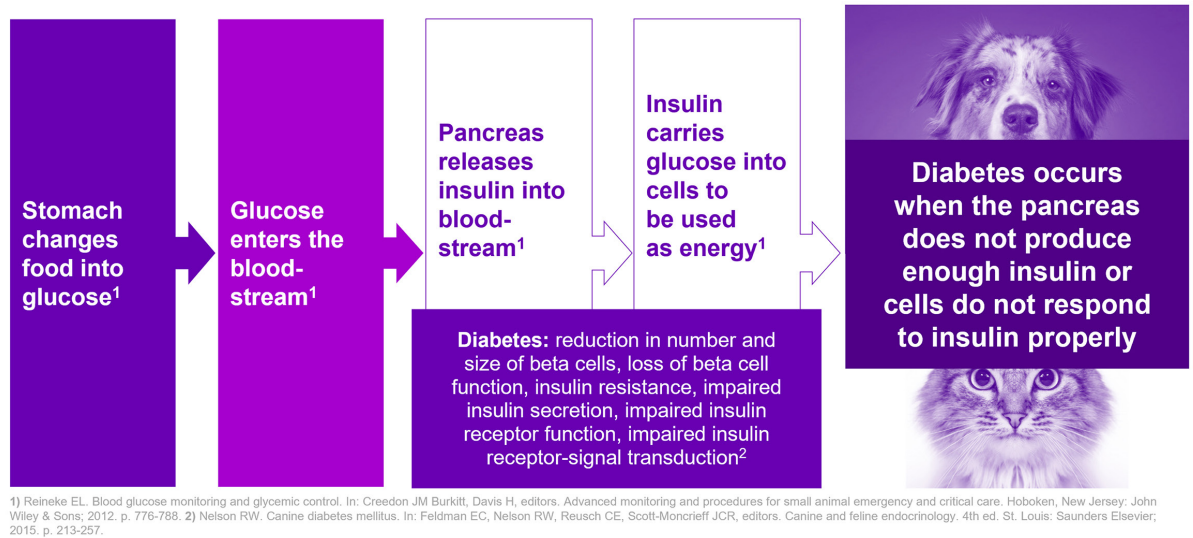 Stomach
changes
food into
glucose1
Glucose
enters the
blood-
stream1
Pancreas
releases
insulin into
blood-
stream1
Insulin
carries
glucose into
cells to
be used
as energy1
Diabetes: reduction in number and
size of beta cells, loss of beta cell
function, insulin resistance, impaired
insulin secretion, impaired insulin
receptor function, impaired insulin
receptor-signal transduction2
Diabetes occurs
when the pancreas
does not produce
enough insulin or
cells do not respond
to insulin properly
1) Reineke EL. Blood glucose monitoring and glycemic control. In: Creedon JM Burkitt, Davis H, editors. Advanced monitoring and procedures for small animal emergency and critical care. Hoboken, New Jersey: John
Wiley & Sons; 2012. p. 776-788. 2) Nelson RW. Canine diabetes mellitus. In: Feldman EC, Nelson RW, Reusch CE, Scott-Moncrieff JCR, editors. Canine and feline endocrinology. 4th ed. St. Louis: Saunders Elsevier;
2015. p. 213-257.